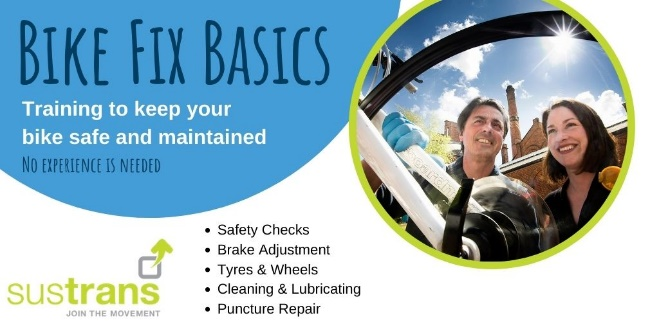 Bike Fix Basics
Training to keep your
bike safe and maintained
No experience is needed
Safety Checks
Brake Adjustment
Tyres & Wheels
Cleaning & Lubricating
Puncture Repair
sustrans
JOIN THE MOVEMENT
sustrans